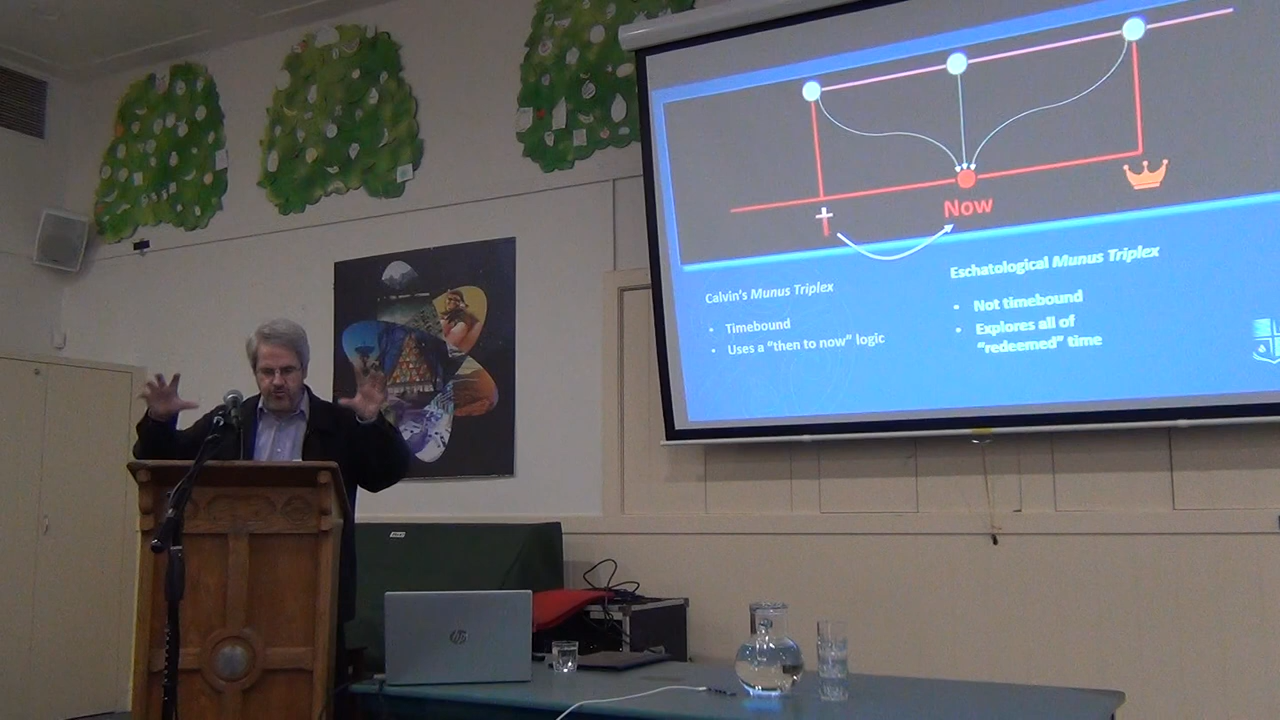 Now
Calvin's Munus Triplex
• Timebound
• Uses a "then to now" logic
Eschatological Munus Triplex
• Not timebound
• Explores all of
"redeemed" time
hp